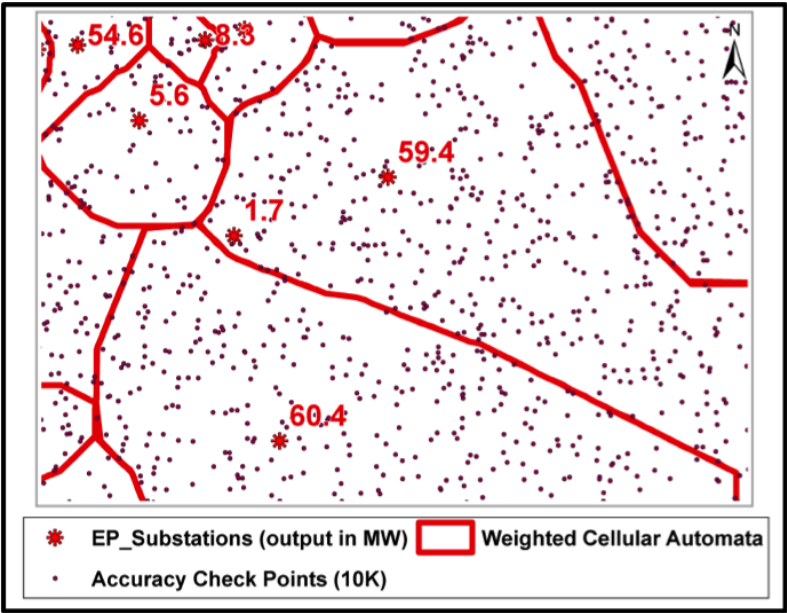 N
54.6
8.3
5.6
59.4
1.7
60.4
EP_Substations (output in MW)
Weighted Cellular Automata
Accuracy Check Points (10K)